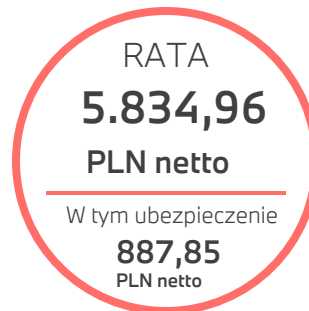 RATA
5.834,96
PLN netto
W tym ubezpieczenie
887,85
PLN netto